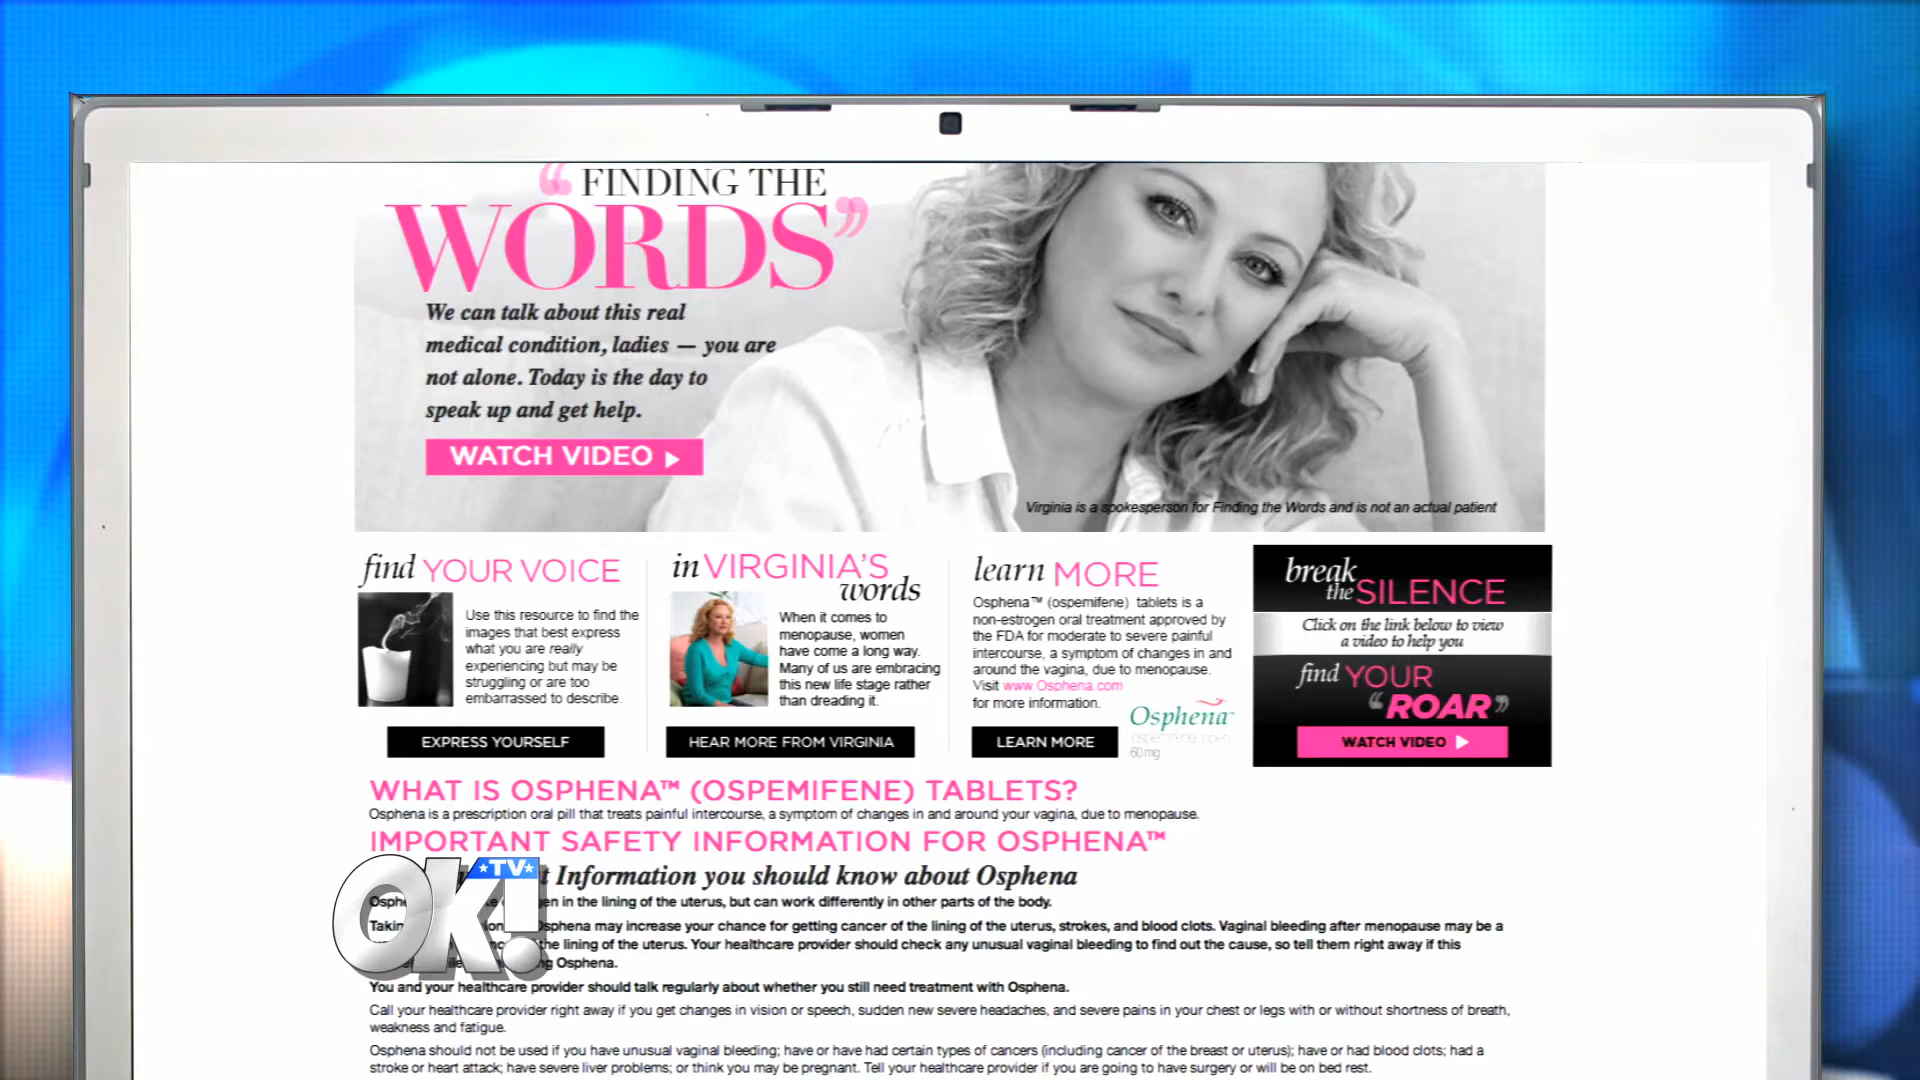 “FINDING THE
WORDS”
We can talk about this real
medical condition, ladies — you are
not alone. Today is the day to
speak up and get help.
WATCH VIDEO
Virginia is a spokesperson for Finding the Words and is not an actual patient
find YOUR VOICE
Use this resource to find the
images that best express
what you are really
experiencing but may be
struggling or are too
embarrassed to describe.
EXPRESS YOURSELF
in VIRGINIA'S
words
When it comes to
menopause, women
have come a long way.
Many of us are embracing
this new life stage rather
than dreading it.
HEAR MORE FROM VIRGINIA
learn MORE
Osphena™ (ospemifene) tablets is a
non-estrogen oral treatment approved by
the FDA for moderate to severe painful
intercourse, a symptom of changes in and
around the vagina, due to menopause.
Visit www.Osphena.com
for more information.
LEARN MORE
Osphena™
60 mg
break
the SILENCE
Click on the link below to view
a video to help you
find YOUR
“ROAR”
WATCH VIDEO
WHAT IS OSPHENA™ (OSPEMIFENE) TABLETS?
Osphena is a prescription oral pill that treats painful intercourse, a symptom of changes in and around your vagina, due to menopause.
IMPORTANT SAFETY INFORMATION FOR OSPHENA™
Information you should know about Osphena
in the lining of the uterus, but can work differently in other parts of the body.
Osphena may increase your chance for getting cancer of the lining of the uterus, strokes, and blood clots. Vaginal bleeding after menopause may be a
the lining of the uterus. Your healthcare provider should check any unusual vaginal bleeding to find out the cause, so tell them right away if this
Osphena.
OK! TV
You and your healthcare provider should talk regularly about whether you still need treatment with Osphena.
Call your healthcare provider right away if you get changes in vision or speech, sudden new severe headaches, and severe pains in your chest or legs with or without shortness of breath,
weakness and fatigue.
Osphena should not be used if you have unusual vaginal bleeding; have or have had certain types of cancers (including cancer of the breast or uterus); have or had blood clots; had a
stroke or heart attack; have severe liver problems; or think you may be pregnant. Tell your healthcare provider if you are going to have surgery or will be on bed rest.